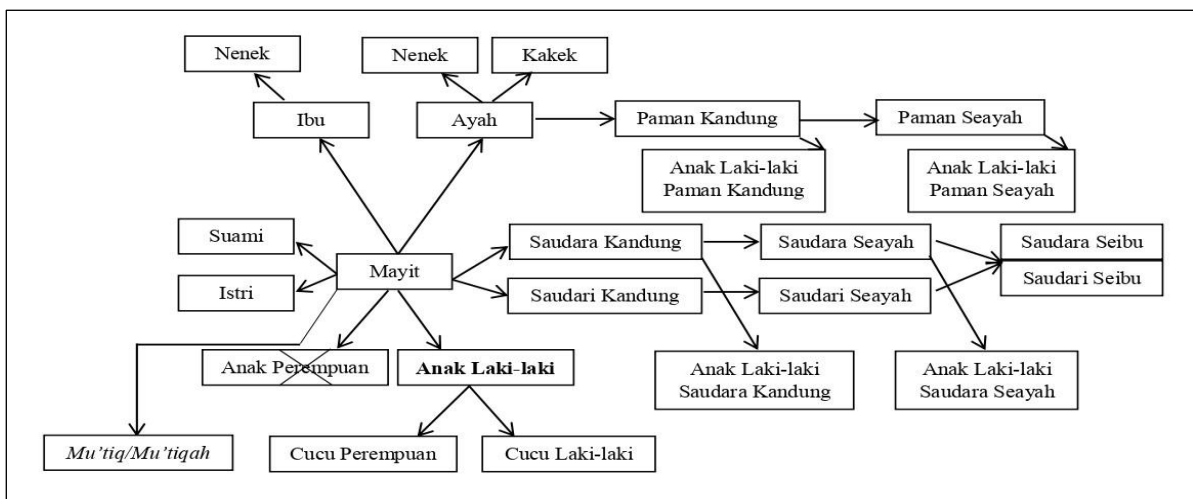 Nenek
Nenek
Kakek
Ibu
Ayah
Paman Kandung
Paman Seayah
Anak Laki-laki
Paman Kandung
Anak Laki-laki
Paman Seayah
Suami
Saudara Kandung
Saudara Seayah
Saudara Seibu
Mayit
Istri
Saudari Kandung
Saudari Seayah
Saudari Seibu
Anak Perempuan
Anak Laki-laki
Anak Laki-laki
Saudara Kandung
Anak Laki-laki
Saudara Seayah
Mu'tiq/Mu'tiqah
Cucu Perempuan
Cucu Laki-laki